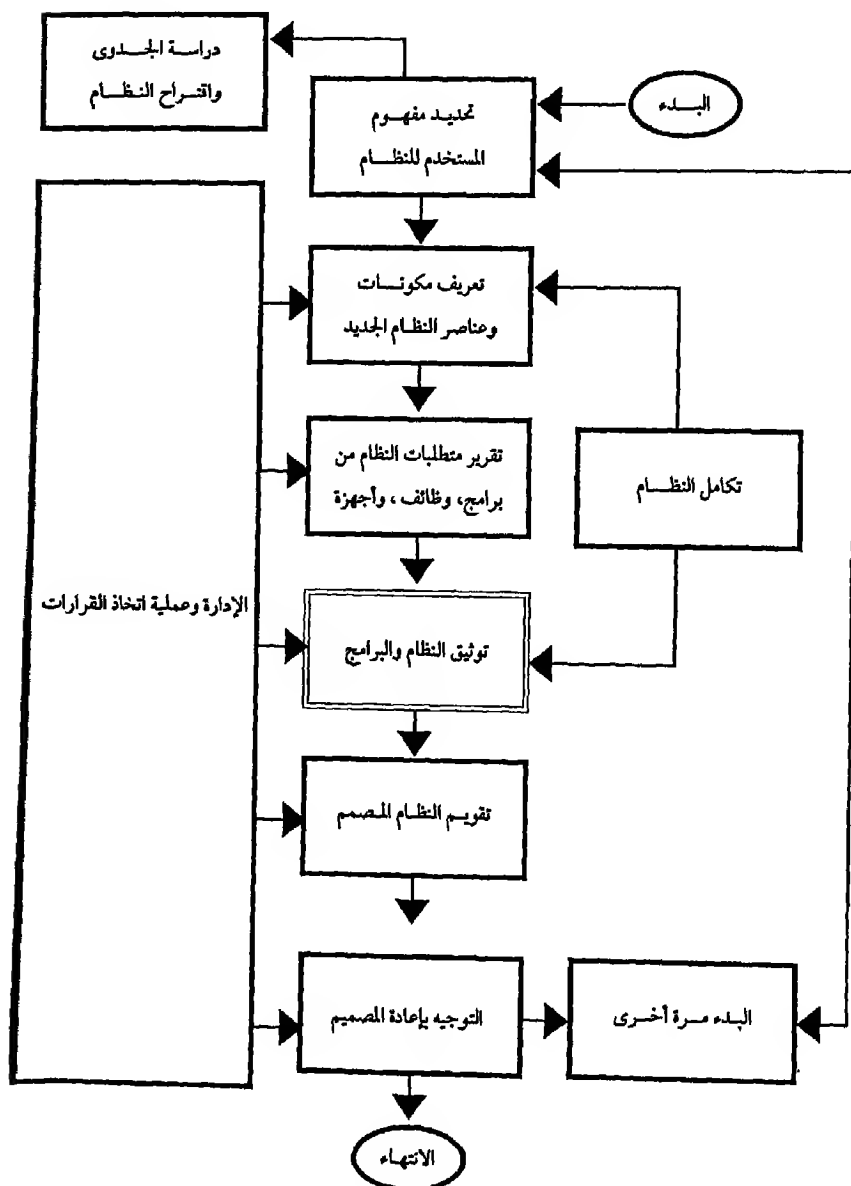 دراسة الجدوى
واقتراح النظام
البدء
تحديد مفهوم
المستخدم للنظام
تعريف مكونات
وعناصر النظام الجديد
تقرير متطلبات النظام من
برامج، وظائف، وأجهزة
تكامل النظام
الإدارة وعملية اتخاذ القرارات
توثيق النظام والبرامج
تقويم النظام المصمم
التوجيه بإعادة المصميم
البدء مرة أخرى
الانتهاء